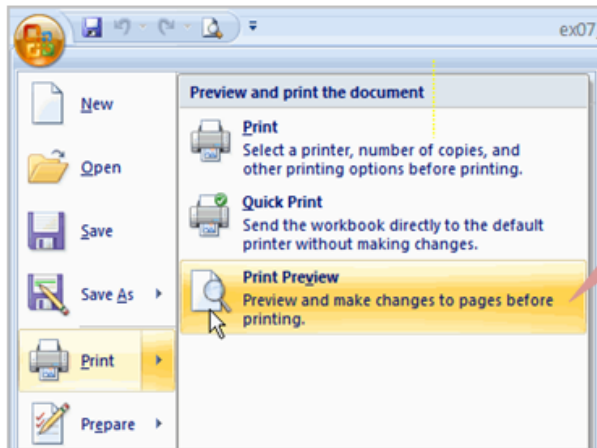 ex07
New
Open
Save
Save As
Print
Prepare
Preview and print the document
Print
Select a printer, number of copies, and
other printing options before printing.
Quick Print
Send the workbook directly to the default
printer without making changes.
Print Preview
Preview and make changes to pages before
printing.